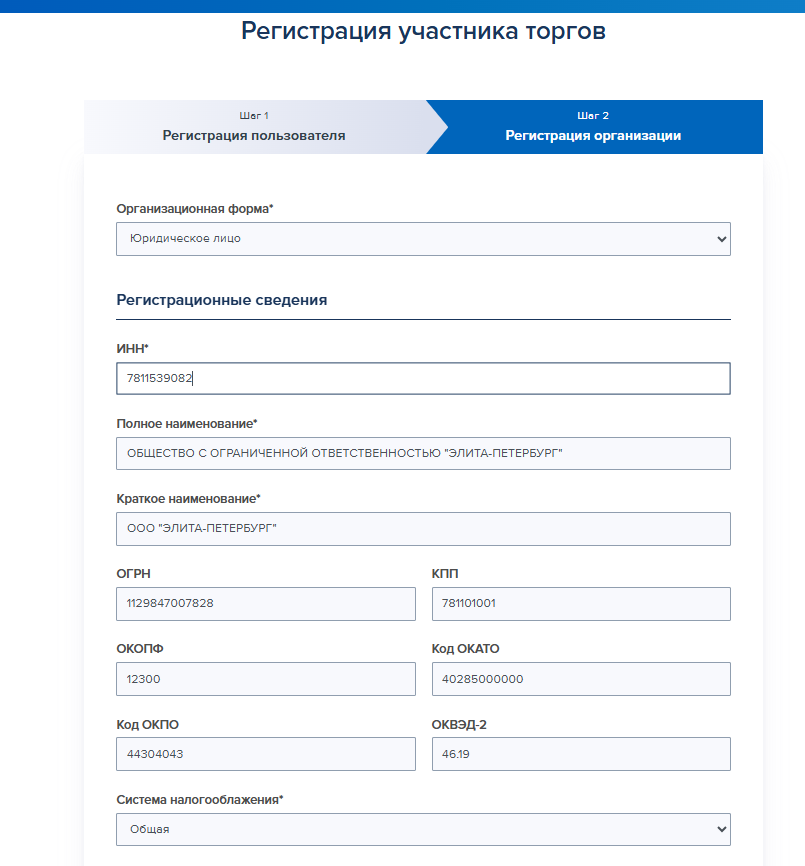 Регистрация участника торгов
Шаг 1
Регистрация пользователя
Шаг 2
Регистрация организации
Организационная форма*
Юридическое лицо
Регистрационные сведения
ИНН*
7811539082
Полное наименование*
ОБЩЕСТВО С ОГРАНИЧЕННОЙ ОТВЕТСТВЕННОСТЬЮ "ЭЛИТА-ПЕТЕРБУРГ"
Краткое наименование*
ООО "ЭЛИТА-ПЕТЕРБУРГ"
ОГРН КПП
1129847007828 781101001
ОКОПФ Код ОКАТО
12300 40285000000
Код ОКПО ОКВЭД-2
44304043 46.19
Система налогооблажения*
Общая